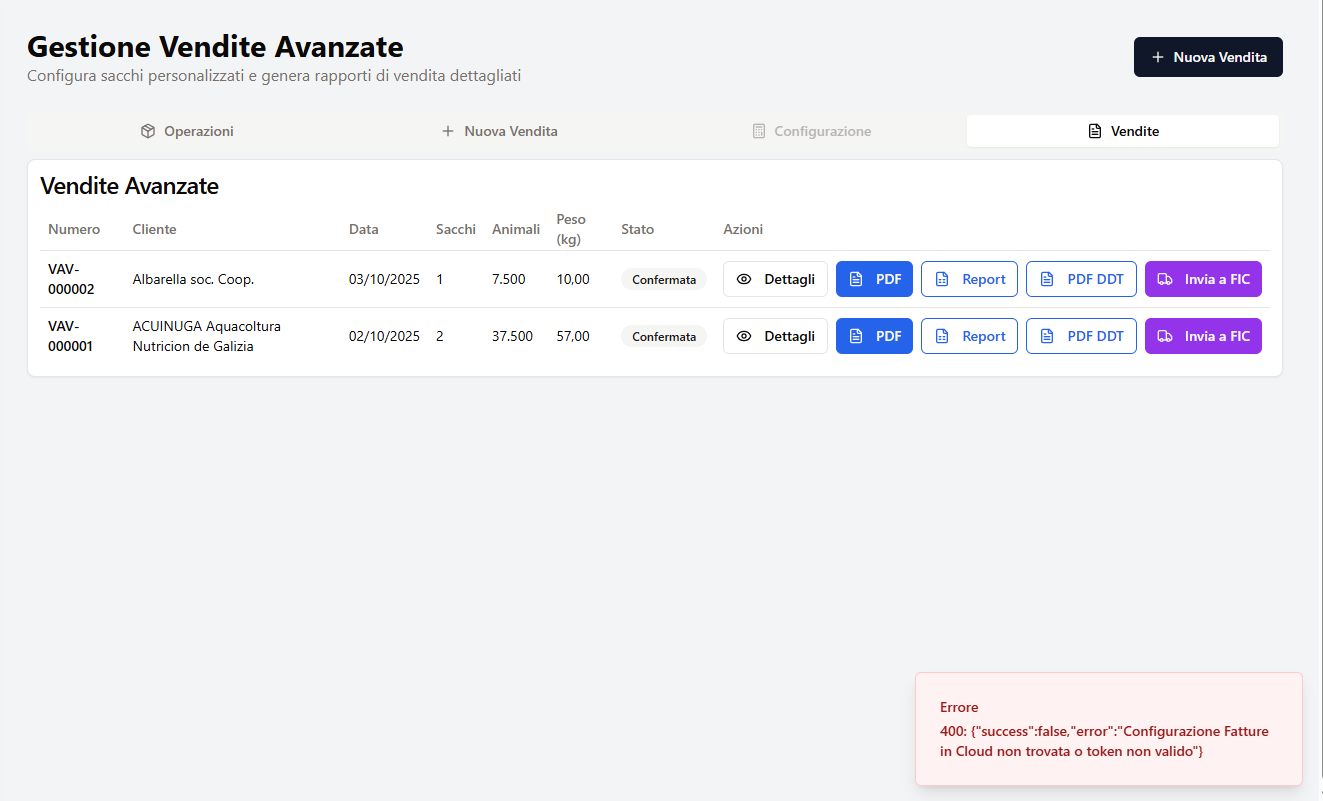 Gestione Vendite Avanzate
Configura sacchi personalizzati e genera rapporti di vendita dettagliati
Nuova Vendita
Operazioni
Nuova Vendita
Configurazione
Vendite
Vendite Avanzate
Numero Cliente Data Sacchi Animali Peso (kg) Stato Azioni
VAV-000002 Albarella soc. Coop. 03/10/2025 1 7.500 10,00 Confermata Dettagli PDF Report PDF DDT Invia a FIC
VAV-000001 ACUINUGA Aquacoltura Nutricion de Galizia 02/10/2025 2 37.500 57,00 Confermata Dettagli PDF Report PDF DDT Invia a FIC
Errore
400: {"success":false,"error":"Configurazione Fatture
in Cloud non trovata o token non valido"}